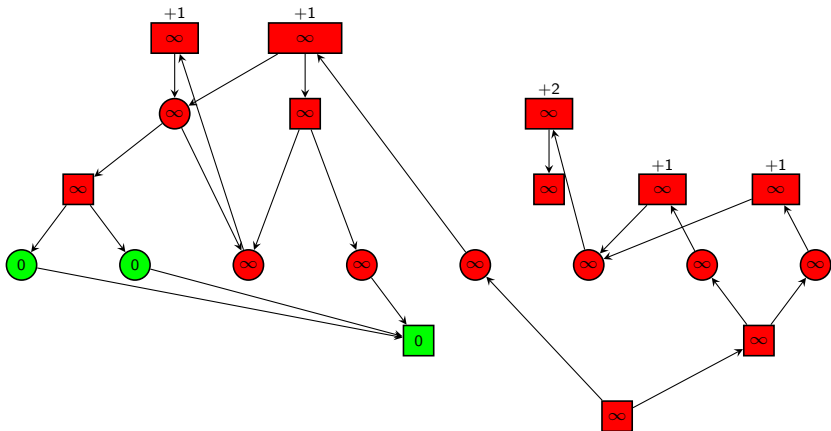 +1 +1
∞ ∞
∞ ∞ +2
∞
∞ ∞ +1 +1
∞ ∞ ∞
0 0 ∞ ∞ ∞ ∞ ∞ ∞
0 ∞
∞